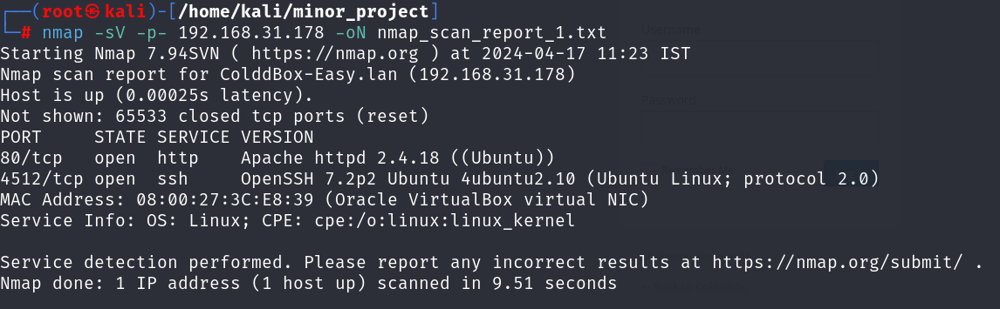 ┌──(root㉿kali)-[/home/kali/minor_project]
└─# nmap -sV -p- 192.168.31.178 -oN nmap_scan_report_1.txt
Starting Nmap 7.94SVN ( https://nmap.org ) at 2024-04-17 11:23 IST
Nmap scan report for ColddBox-Easy.lan (192.168.31.178)
Host is up (0.00025s latency).
Not shown: 65533 closed tcp ports (reset)
PORT     STATE SERVICE VERSION
80/tcp   open  http    Apache httpd 2.4.18 ((Ubuntu))
4512/tcp open  ssh     OpenSSH 7.2p2 Ubuntu 4ubuntu2.10 (Ubuntu Linux; protocol 2.0)
MAC Address: 08:00:27:3C:E8:39 (Oracle VirtualBox virtual NIC)
Service Info: OS: Linux; CPE: cpe:/o:linux:linux_kernel
Service detection performed. Please report any incorrect results at https://nmap.org/submit/ .
Nmap done: 1 IP address (1 host up) scanned in 9.51 seconds
Username
Password